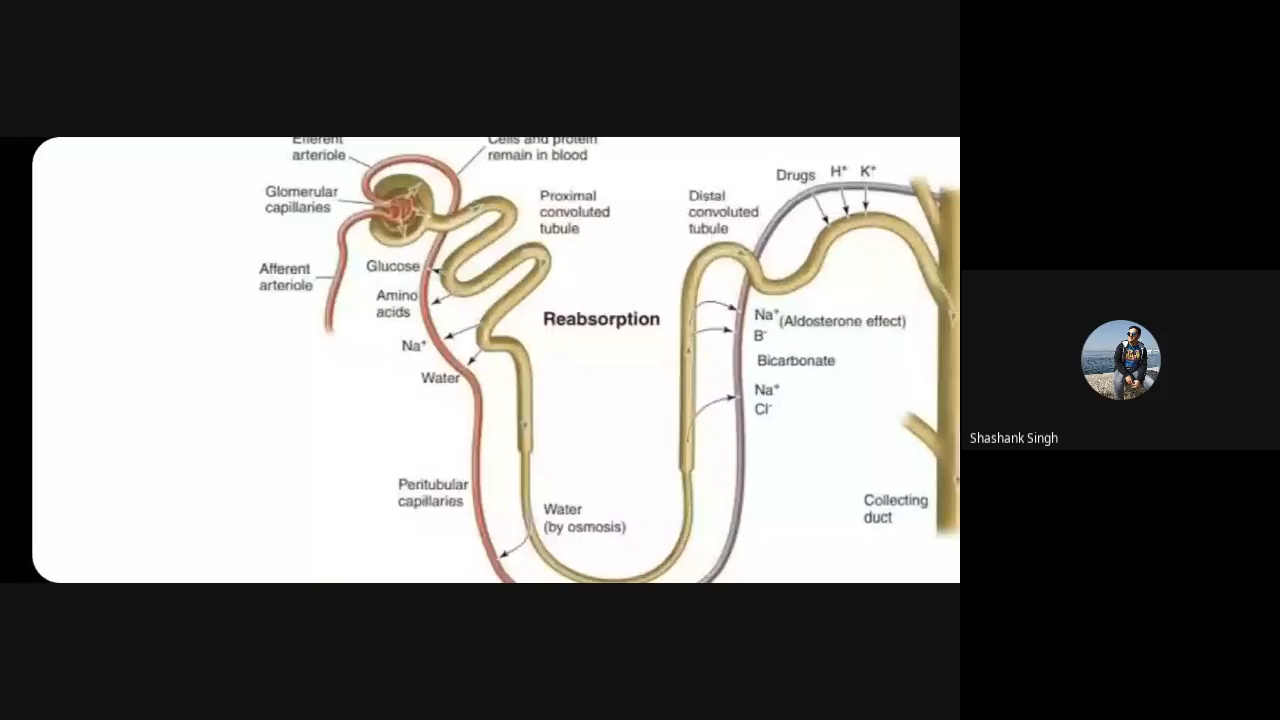 Efferent
arteriole
Cells and protein
remain in blood
Glomerular
capillaries
Proximal
convoluted
tubule
Distal
convoluted
tubule
Drugs
H+
K+
Afferent
arteriole
Glucose
Amino
acids
Na+
Water
Reabsorption
Na+ (Aldosterone effect)
B-
Bicarbonate
Na+
Cl-
Peritubular
capillaries
Water
(by osmosis)
Collecting
duct
Shashank Singh